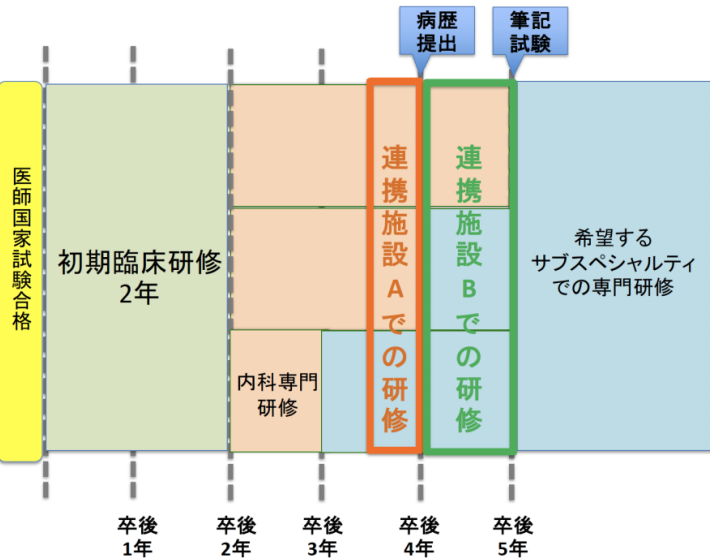 病歴
提出
筆記
試験
医師国家試験合格
初期臨床研修
2年
内科専門
研修
連携施設Aでの研修
連携施設Bでの研修
希望する
サブスペシャルティ
での専門研修
卒後
1年
卒後
2年
卒後
3年
卒後
4年
卒後
5年